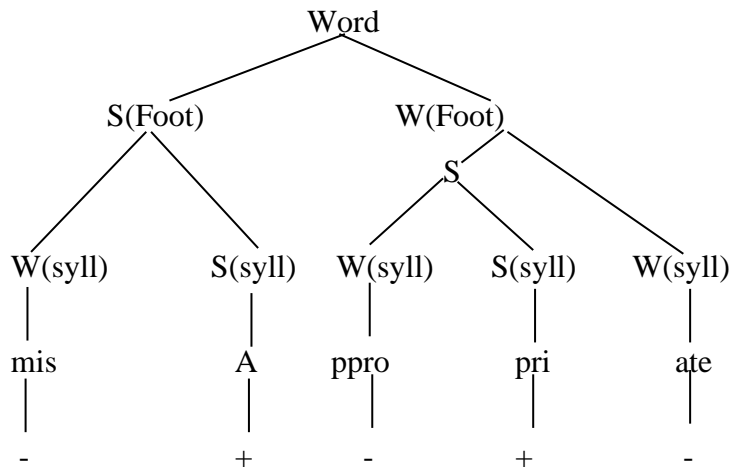 Word
S(Foot) W(Foot)
S
W(syll) S(syll) W(syll) S(syll) W(syll)
mis A ppro pri ate
- + - + -